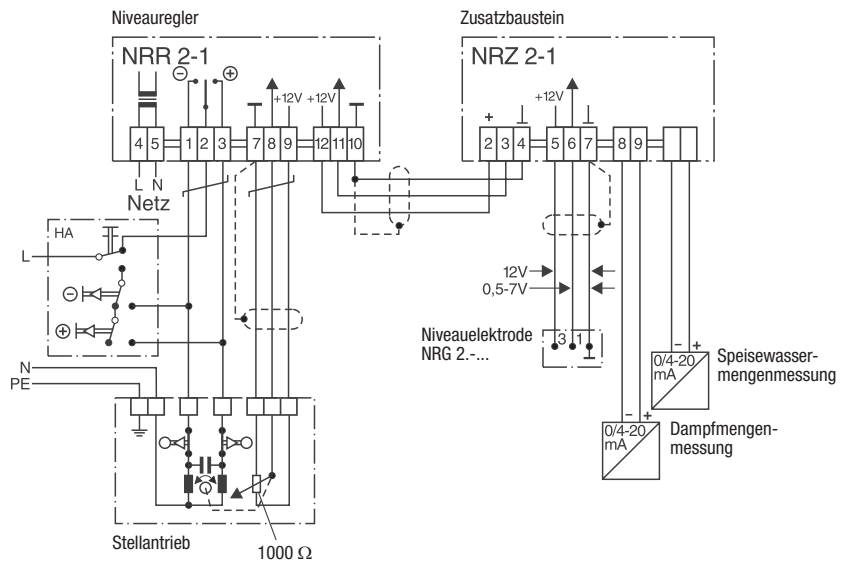 Niveauregler
Zusatzbaustein
NRR 2-1
NRZ 2-1
⊖ ⊕
+12V +12V
+12V
+
4 5 1 2 3 7 8 9 12 11 10
2 3 4 5 6 7 8 9
L N
Netz
HA
L
⊖
⊕
12V
0,5-7V
Niveauelektrode
NRG 2.-...
3 1
N
PE
- +
0/4-20
mA
Speisewasser-
mengenmessung
- +
0/4-20
mA
Dampfmengen-
messung
Stellantrieb
1000 Ω